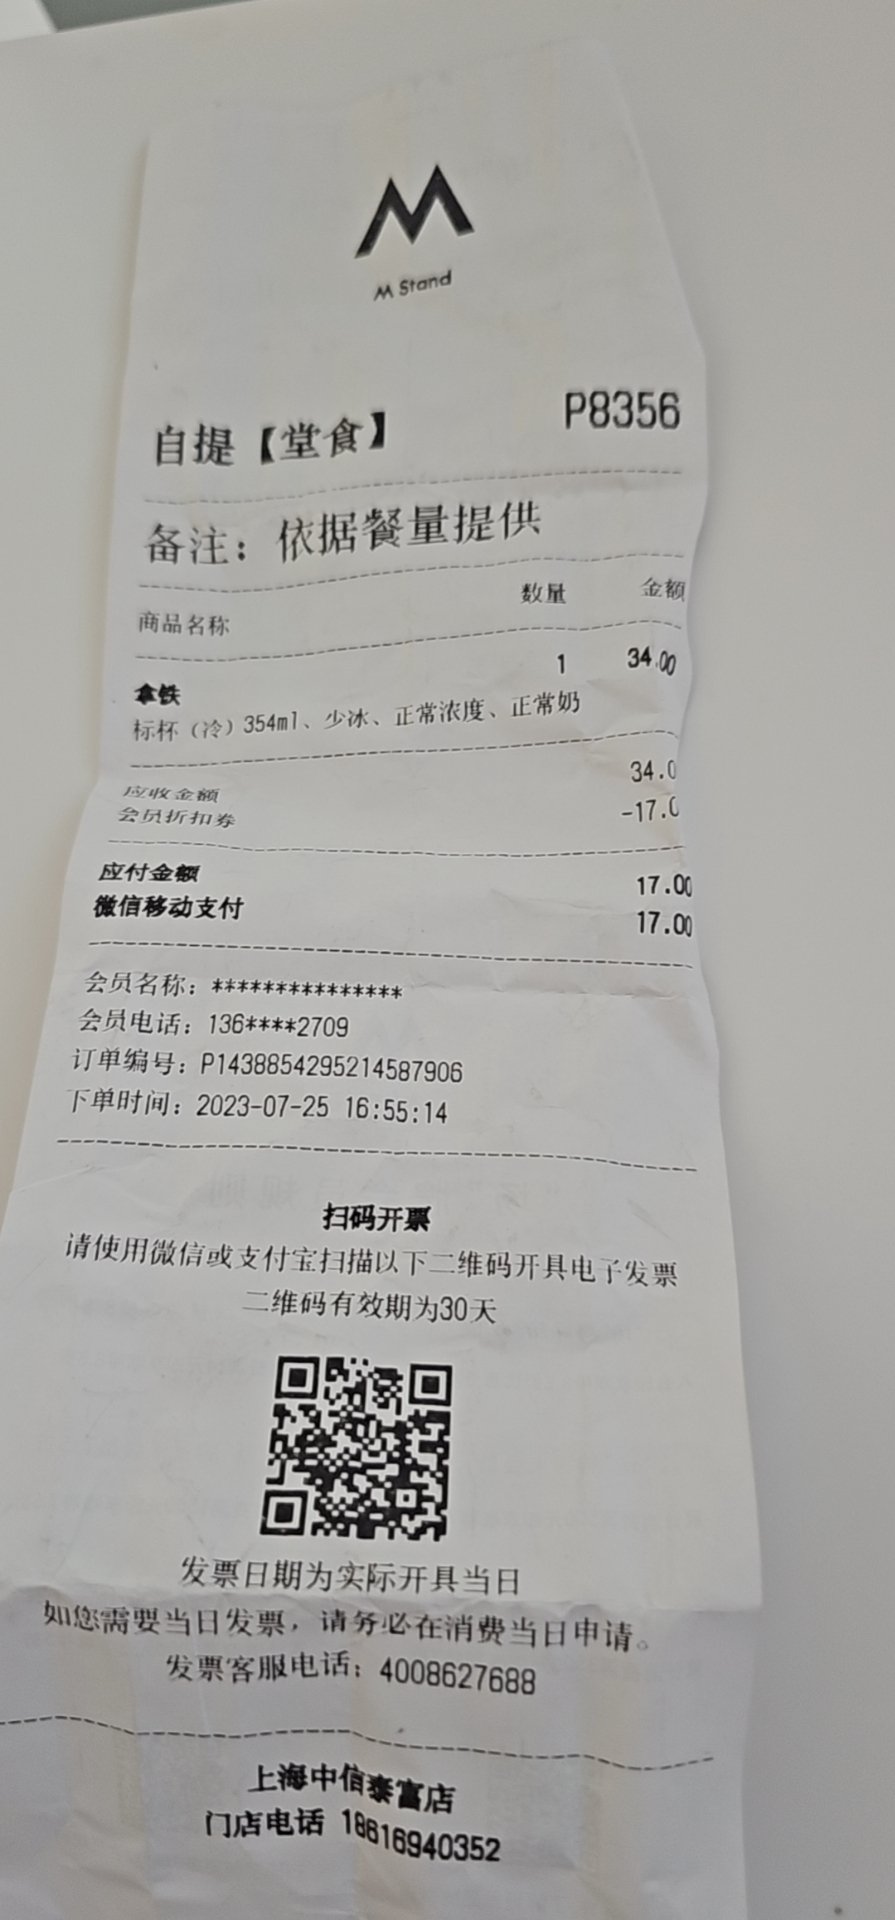 M Stand
自提【堂食】 P8356
备注：依据餐量提供
商品名称 数量 金额
拿铁 1 34.00
标杯（冷）354ml、少冰、正常浓度、正常奶
应收金额 34.0
会员折扣券 -17.0
应付金额 17.00
微信移动支付 17.00
会员名称：***************
会员电话：136****2709
订单编号：P1438854295214587906
下单时间：2023-07-25 16:55:14
扫码开票
请使用微信或支付宝扫描以下二维码开具电子发票
二维码有效期为30天
发票日期为实际开具当日
如您需要当日发票，请务必在消费当日申请。
发票客服电话：4008627688
上海中信泰富店
门店电话 18616940352